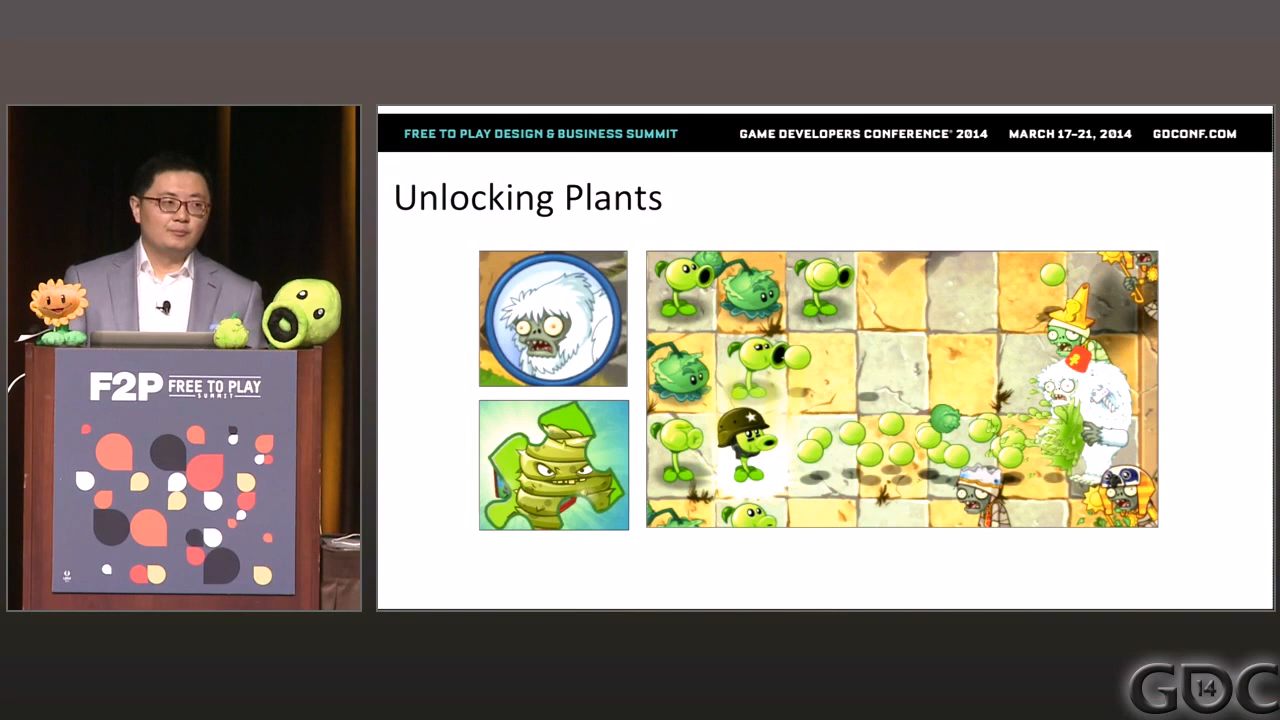 FREE TO PLAY DESIGN & BUSINESS SUMMIT GAME DEVELOPERS CONFERENCE® 2014 MARCH 17-21, 2014 GDCONF.COM
Unlocking Plants
F2P FREE TO PLAY
SUMMIT
GDC
14